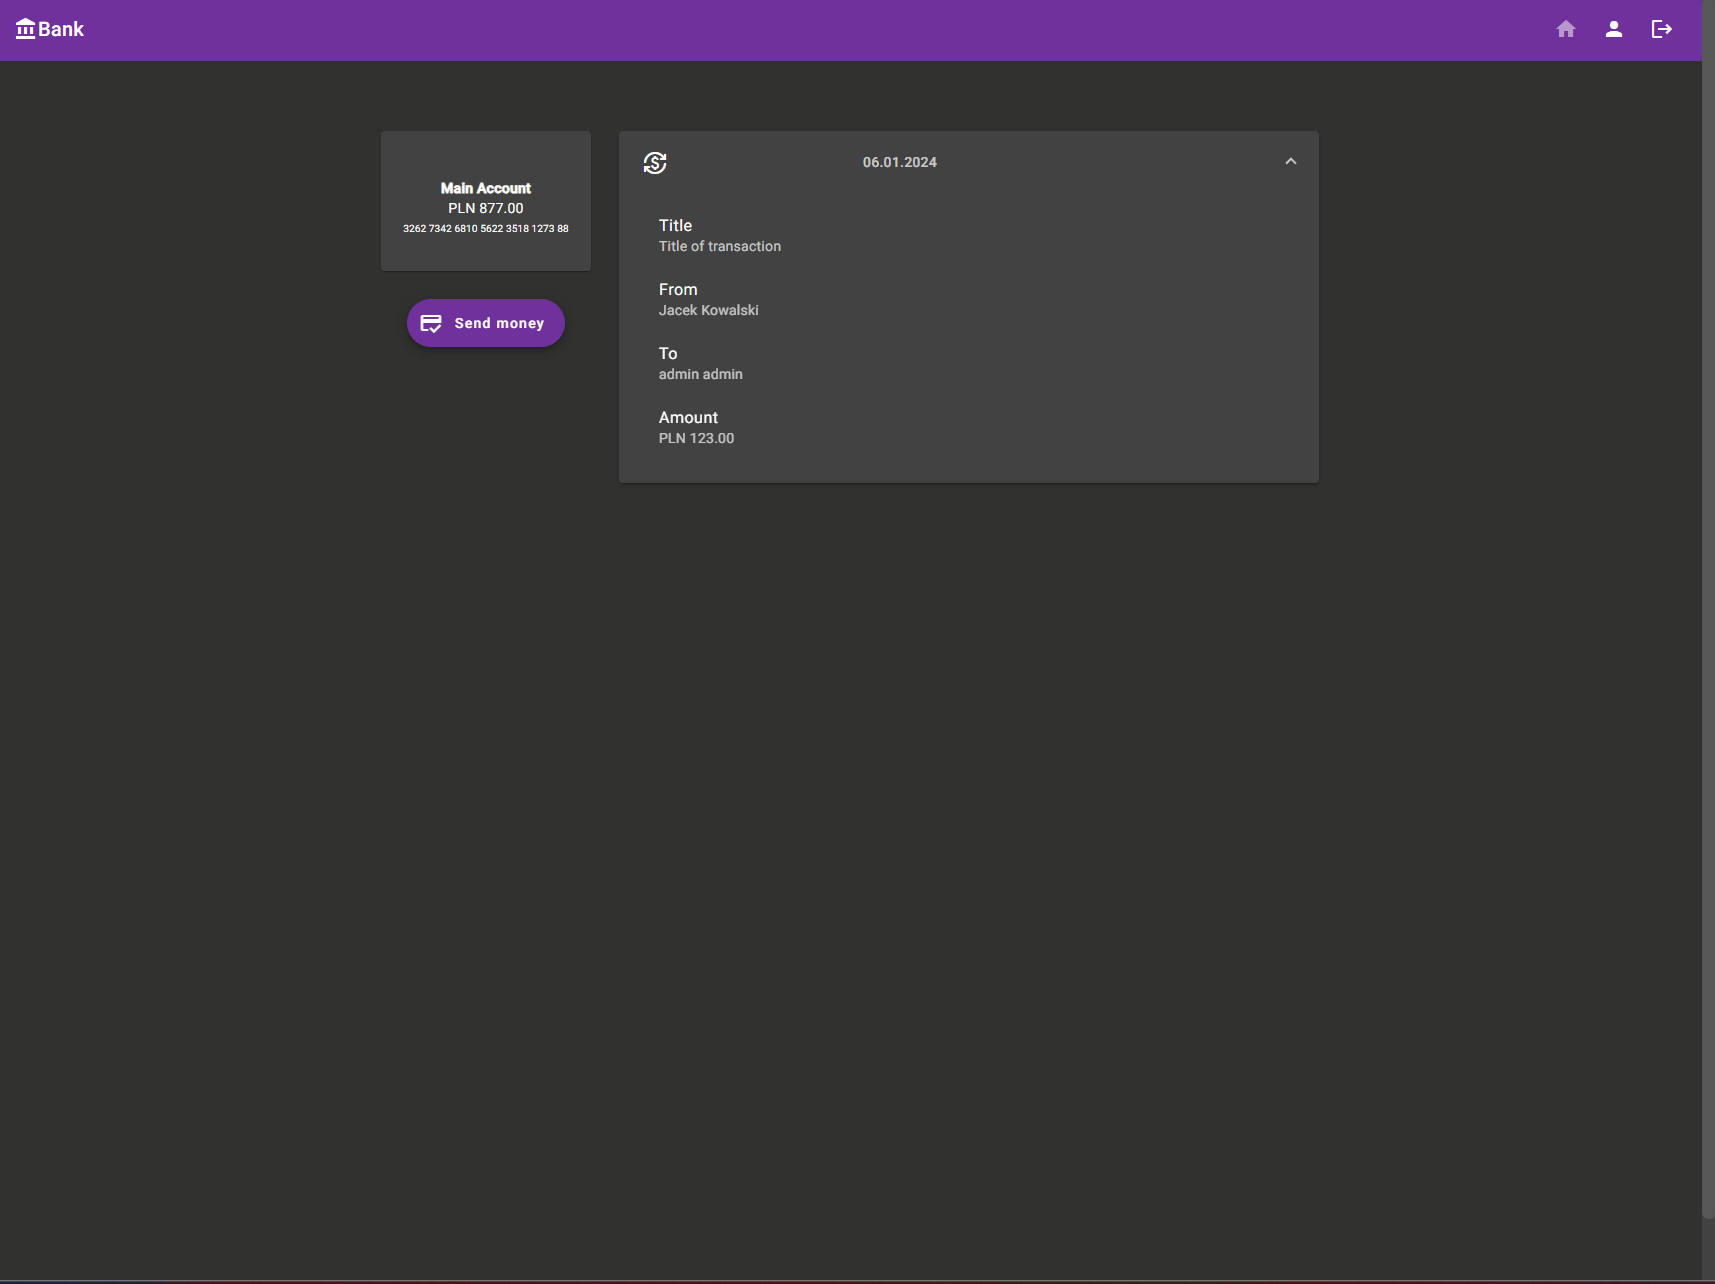 Bank
Main Account
PLN 877.00
3262 7342 6810 5622 3518 1273 88
Send money
06.01.2024
Title
Title of transaction
From
Jacek Kowalski
To
admin admin
Amount
PLN 123.00